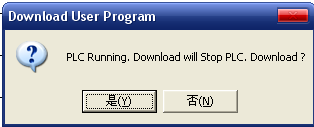 Download User Program
PLC Running. Download will Stop PLC. Download ?
是(Y) 否(N)